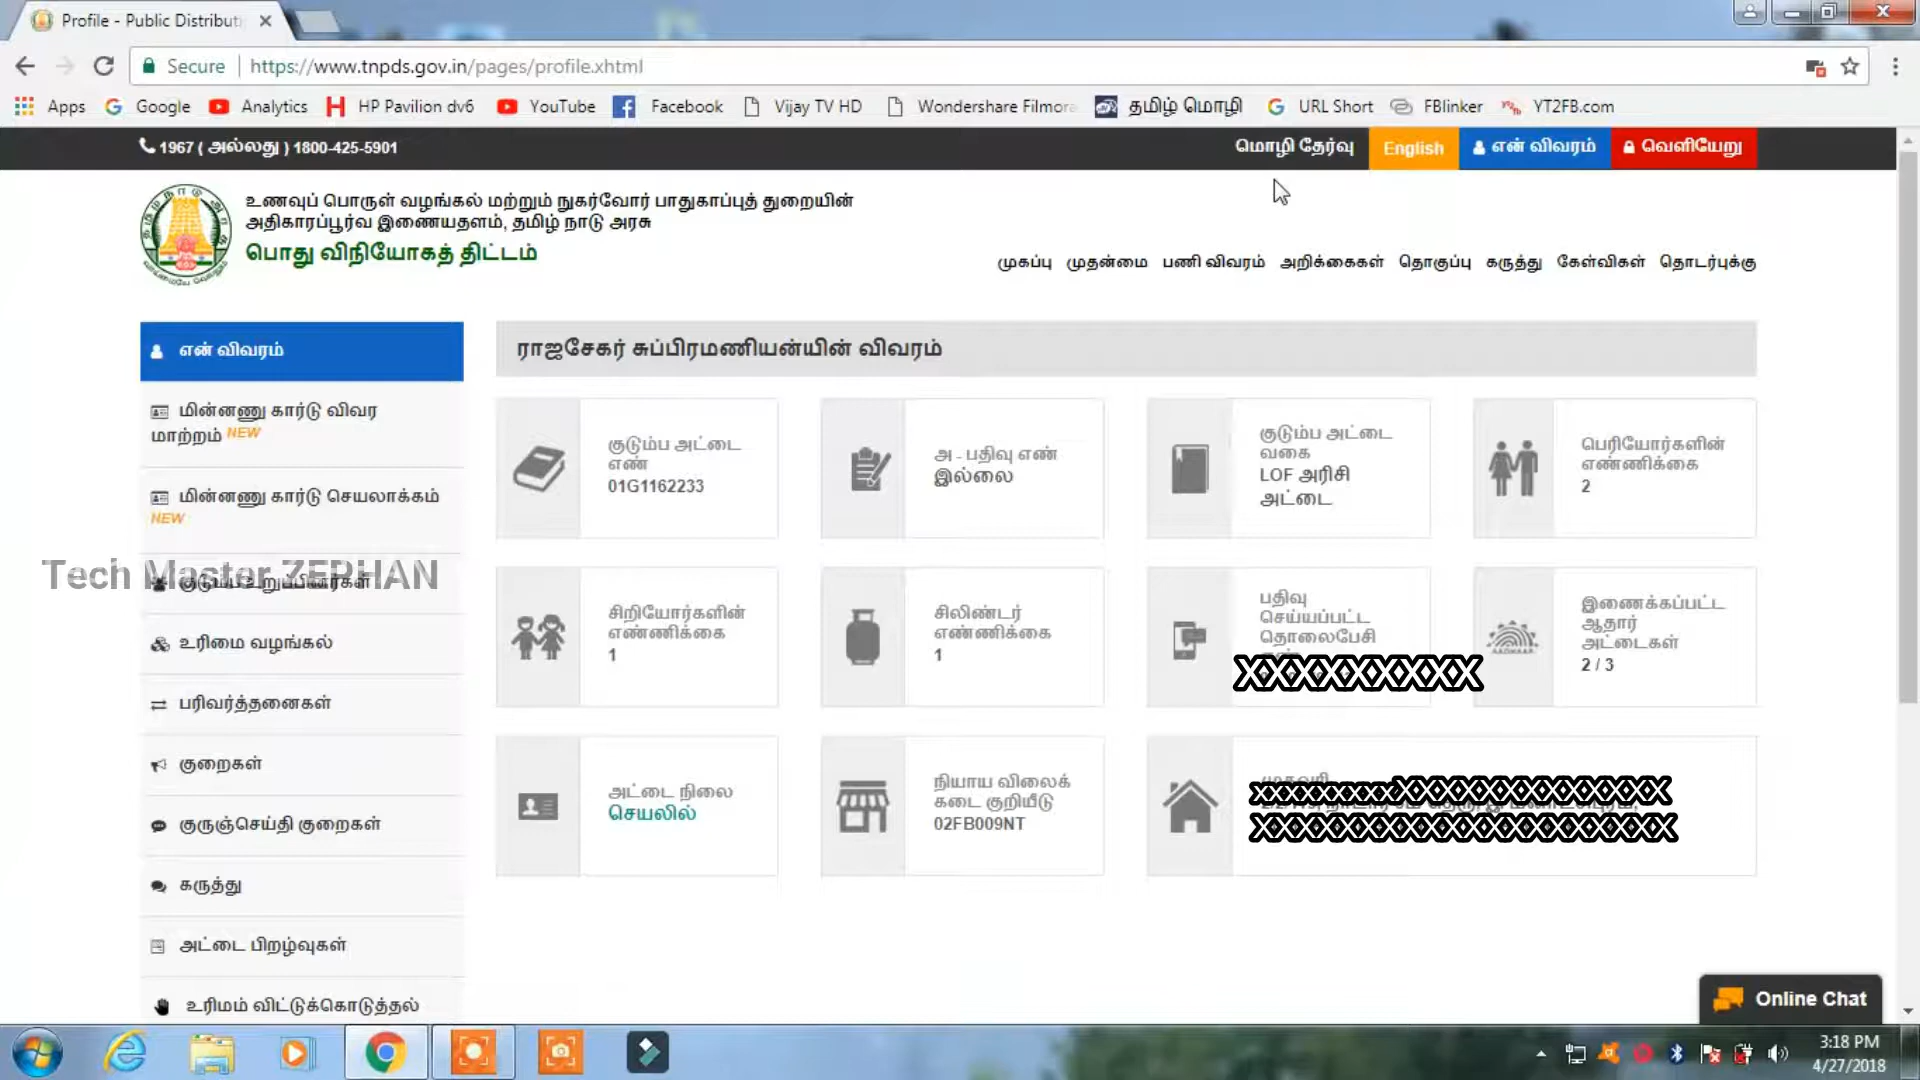 Profile - Public Distributi
Secure
https://www.tnpds.gov.in/pages/profile.xhtml
Apps
Google
Analytics
HP Pavilion dv6
YouTube
Facebook
Vijay TV HD
Wondershare Filmora
தமிழ் மொழி
URL Short
FBlinker
YT2FB.com
1967 ( அல்லது ) 1800-425-5901
மொழி தேர்வு
English
என் விவரம்
வெளியேறு
உணவுப் பொருள் வழங்கல் மற்றும் நுகர்வோர் பாதுகாப்புத் துறையின்
அதிகாரப்பூர்வ இணையதளம், தமிழ் நாடு அரசு
பொது விநியோகத் திட்டம்
முகப்பு முதன்மை பணி விவரம் அறிக்கைகள் தொகுப்பு கருத்து கேள்விகள் தொடர்புக்கு
என் விவரம்
மின்னணு கார்டு விவர
மாற்றம் NEW
மின்னணு கார்டு செயலாக்கம்
NEW
குடும்ப உறுப்பினர்கள்
Tech Master ZEPHAN
உரிமை வழங்கல்
பரிவர்த்தனைகள்
குறைகள்
குருஞ்செய்தி குறைகள்
கருத்து
அட்டை பிறழ்வுகள்
உரிமம் விட்டுக்கொடுத்தல்
ராஜசேகர் சுப்பிரமணியன்யின் விவரம்
குடும்ப அட்டை
எண்
01G1162233
அ - பதிவு எண்
இல்லை
குடும்ப அட்டை
வகை
LOF அரிசி
அட்டை
பெரியோர்களின்
எண்ணிக்கை
2
சிறியோர்களின்
எண்ணிக்கை
1
சிலிண்டர்
எண்ணிக்கை
1
பதிவு
செய்யப்பட்ட
தொலைபேசி
XXXXXXXXXX
இணைக்கப்பட்ட
ஆதார்
அட்டைகள்
2 / 3
AADHAAR
அட்டை நிலை
செயலில்
நியாய விலைக்
கடை குறியீடு
02FB009NT
Online Chat
3:18 PM
4/27/2018